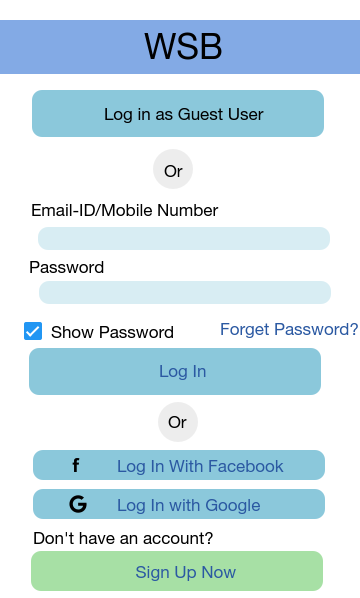 WSB
Log in as Guest User
Or
Email-ID/Mobile Number
Password
Show Password
Forget Password?
Log In
Or
Log In With Facebook
Log In with Google
Don't have an account?
Sign Up Now